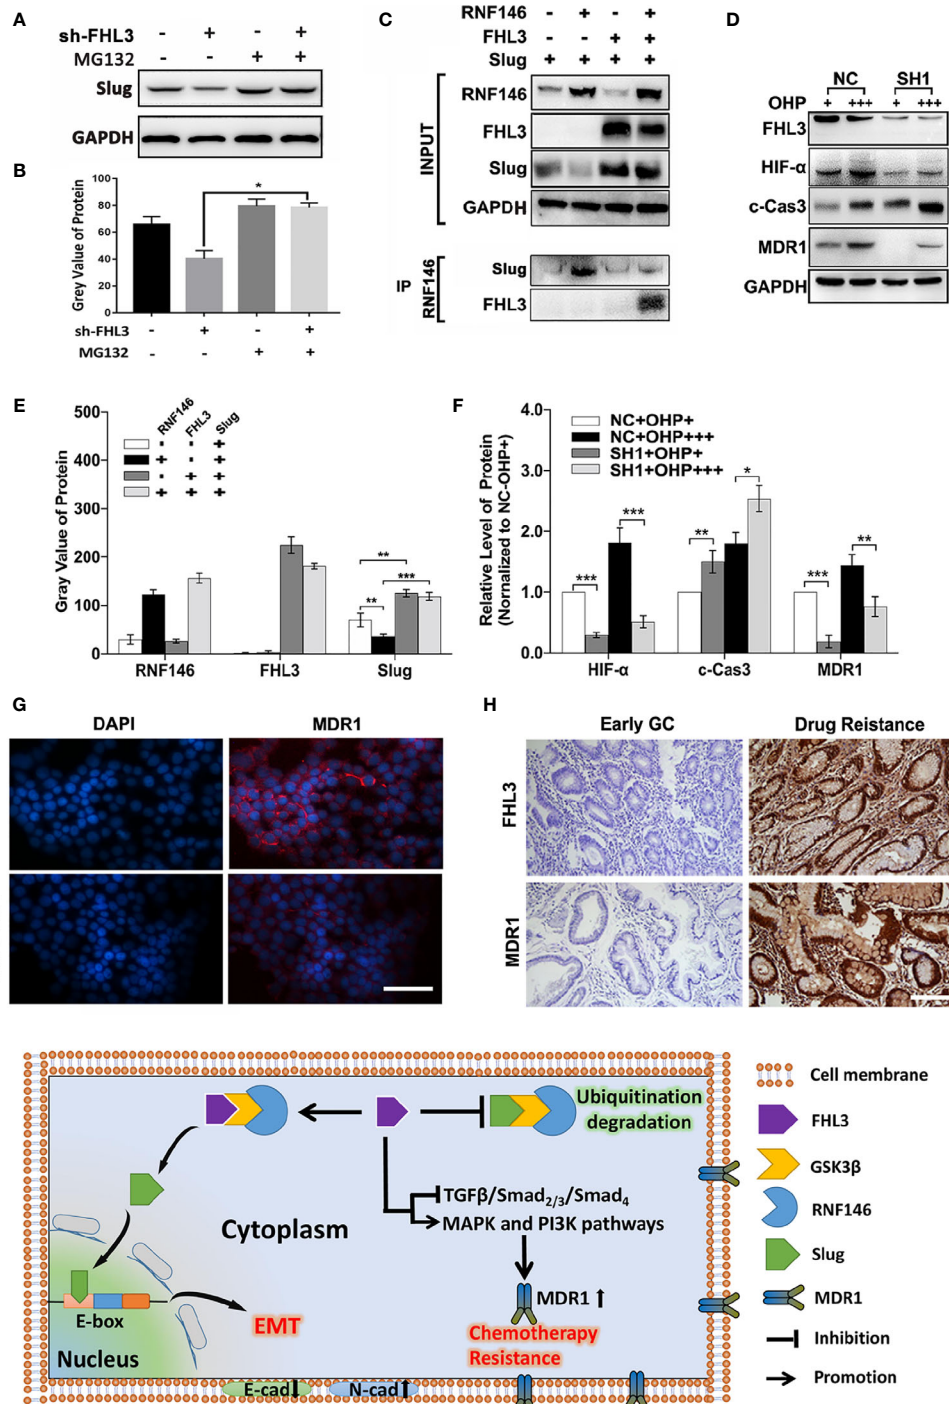 A
sh-FHL3 - + - +
MG132 - - + +
Slug
GAPDH
B
Grey Value of Protein
100
80
60
40
20
0
*
sh-FHL3 - + - +
MG132 - - + +
C
RNF146 - + - +
FHL3 - - + +
Slug + + + +
INPUT
RNF146
FHL3
Slug
GAPDH
IP
RNF146
Slug
FHL3
D
NC SH1
OHP + +++ + +++
FHL3
HIF-α
c-Cas3
MDR1
GAPDH
E
Gray Value of Protein
500
400
300
200
100
0
RNF146 FHL3 Slug
- - +
+ - +
- + +
+ + +
**
***
**
RNF146 FHL3 Slug
F
Relative Level of Protein
(Normalized to NC-OHP+)
4.0
3.0
2.0
1.0
0.0
NC+OHP+
NC+OHP+++
SH1+OHP+
SH1+OHP+++
***
***
**
*
***
**
HIF-α c-Cas3 MDR1
G
DAPI MDR1
H
Early GC Drug Reistance
FHL3
MDR1
Ubiquitination
degradation
TGFβ/Smad2/3/Smad4
MAPK and PI3K pathways
Cytoplasm
MDR1
Chemotherapy
Resistance
E-box
EMT
Nucleus
E-cad N-cad
Cell membrane
FHL3
GSK3β
RNF146
Slug
MDR1
Inhibition
Promotion